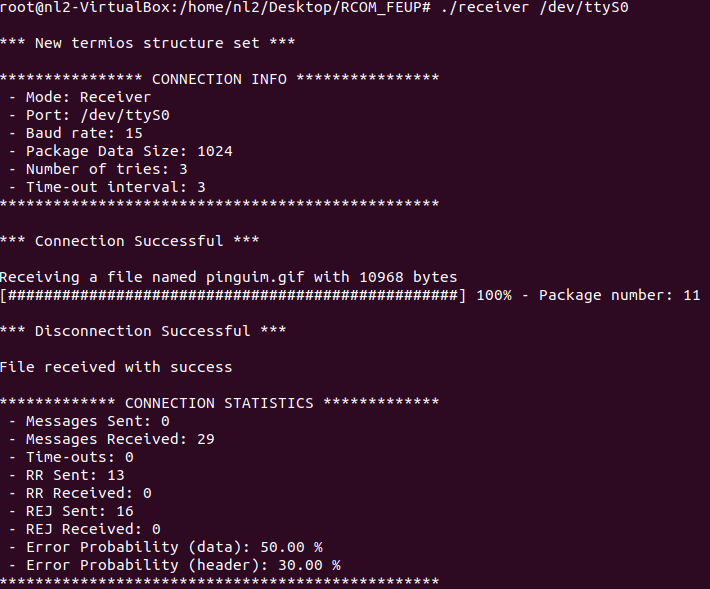 root@nl2-VirtualBox:/home/nl2/Desktop/RCOM_FEUP# ./receiver /dev/ttyS0
*** New termios structure set ***
**************** CONNECTION INFO ****************
- Mode: Receiver
- Port: /dev/ttyS0
- Baud rate: 15
- Package Data Size: 1024
- Number of tries: 3
- Time-out interval: 3
*************************************************
*** Connection Successful ***
Receiving a file named pinguim.gif with 10968 bytes
[##################################################] 100% - Package number: 11
*** Disconnection Successful ***
File received with success
************* CONNECTION STATISTICS *************
- Messages Sent: 0
- Messages Received: 29
- Time-outs: 0
- RR Sent: 13
- RR Received: 0
- REJ Sent: 16
- REJ Received: 0
- Error Probability (data): 50.00 %
- Error Probability (header): 30.00 %
*************************************************